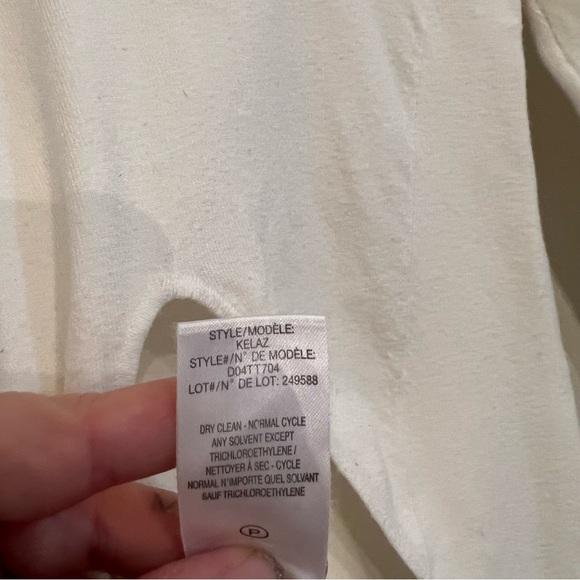 STYLE/MODÈLE:
KELAZ
STYLE#/N° DE MODÈLE:
D04TT704
LOT#/N° DE LOT: 249588
DRY CLEAN - NORMAL CYCLE
ANY SOLVENT EXCEPT
TRICHLOROETHYLENE /
NETTOYER À SEC - CYCLE
NORMAL N'IMPORTE QUEL SOLVANT
SAUF TRICHLOROETHYLENE
P